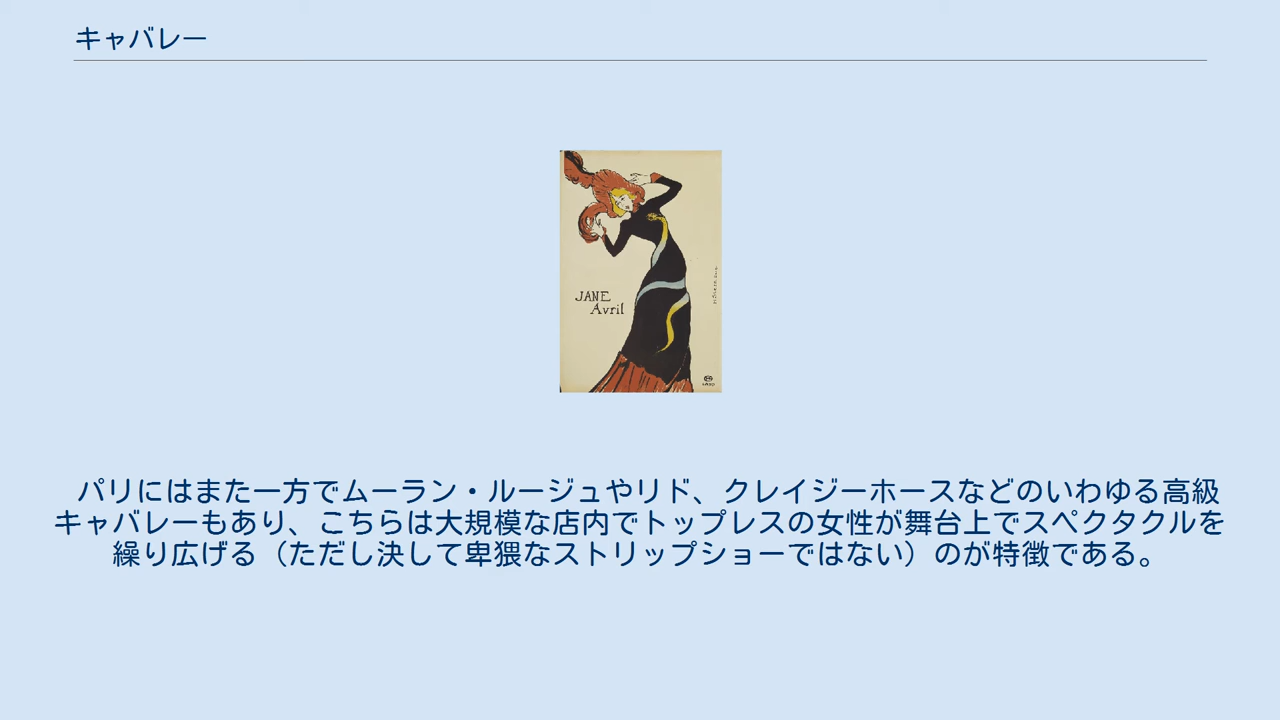 キャバレー
JANE
Avril
パリにはまた一方でムーラン・ルージュやリド、クレイジーホースなどのいわゆる高級
キャバレーもあり、こちらは大規模な店内でトップレスの女性が舞台上でスペクタクルを
繰り広げる（ただし決して卑猥なストリップショーではない）のが特徴である。